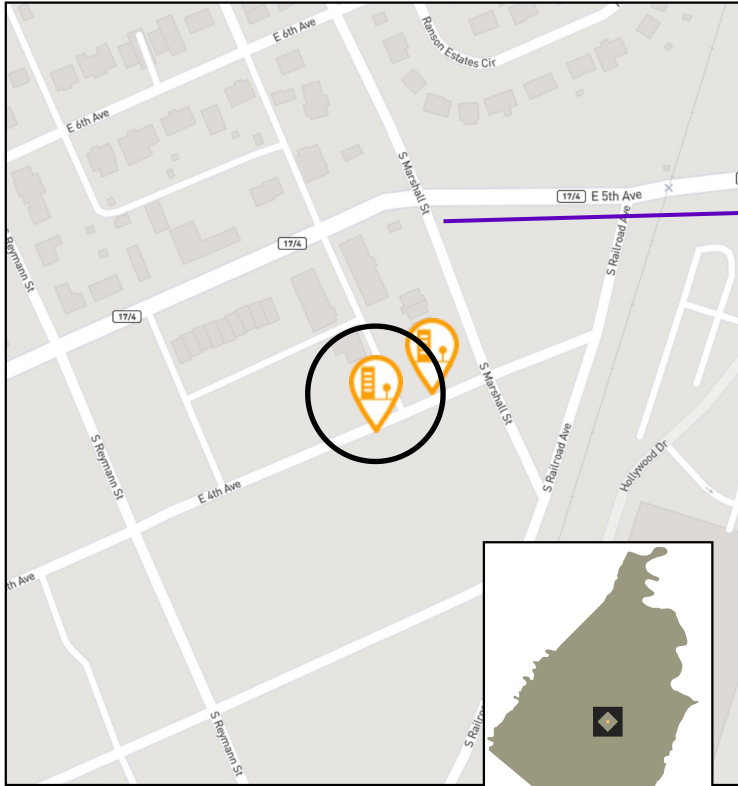 E 6th Ave
Ranson Estates Cir
E 6th Ave
S Marshall St
17/4 E 5th Ave
S Reymann St
17/4
S Railroad Ave
17/4
S Marshall St
S Reymann St
Hollywood Dr
S Railroad Ave
E 4th Ave
th Ave
S Reymann St
S Railro